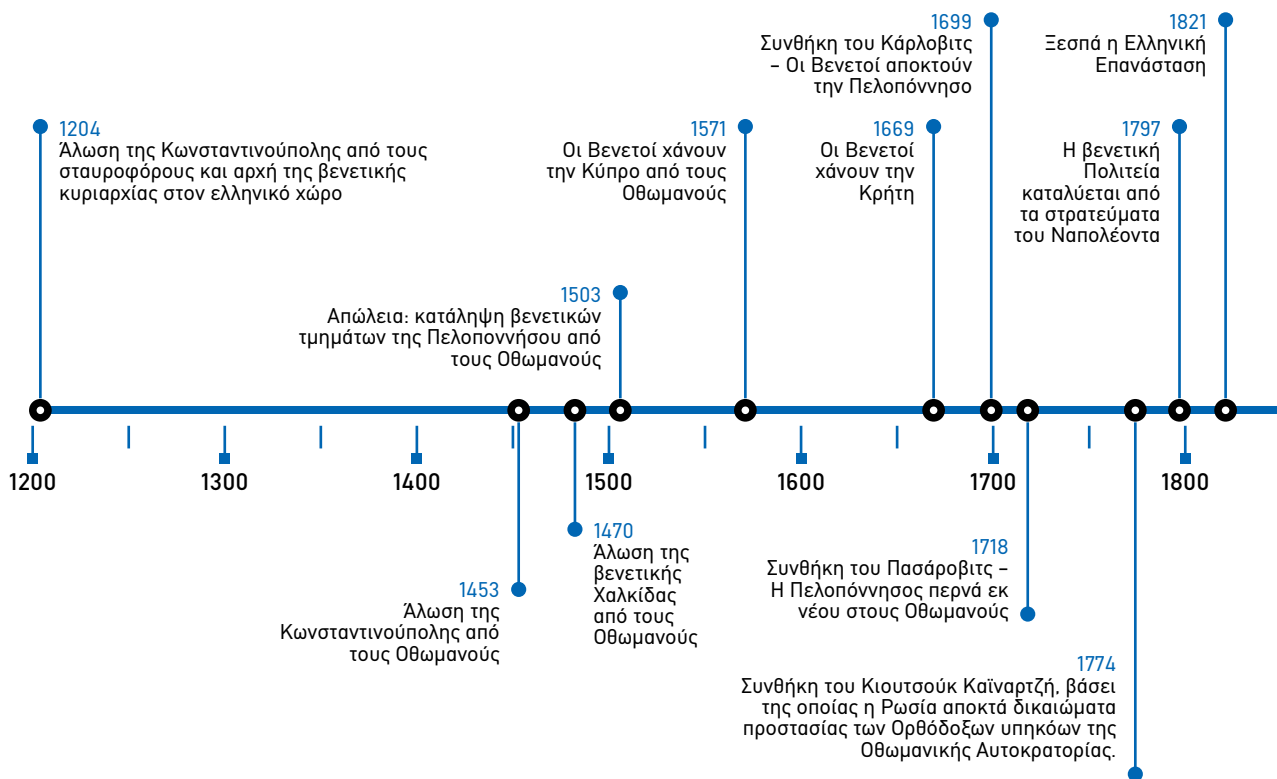 1699
Συνθήκη του Κάρλοβιτς
– Οι Βενετοί αποκτούν
την Πελοπόννησο
1821
Ξεσπά η Ελληνική
Επανάσταση
1204
Άλωση της Κωνσταντινούπολης από τους
σταυροφόρους και αρχή της βενετικής
κυριαρχίας στον ελληνικό χώρο
1571
Οι Βενετοί χάνουν
την Κύπρο από τους
Οθωμανούς
1669
Οι Βενετοί
χάνουν την
Κρήτη
1797
Η βενετική
Πολιτεία
καταλύεται από
τα στρατεύματα
του Ναπολέοντα
1503
Απώλεια: κατάληψη βενετικών
τμημάτων της Πελοποννήσου από
τους Οθωμανούς
1200
1300
1400
1500
1600
1700
1800
1453
Άλωση της
Κωνσταντινούπολης από
τους Οθωμανούς
1470
Άλωση της
βενετικής
Χαλκίδας
από τους
Οθωμανούς
1718
Συνθήκη του Πασάροβιτς –
Η Πελοπόννησος περνά εκ
νέου στους Οθωμανούς
1774
Συνθήκη του Κιουτσούκ Καϊναρτζή, βάσει
της οποίας η Ρωσία αποκτά δικαιώματα
προστασίας των Ορθόδοξων υπηκόων της
Οθωμανικής Αυτοκρατορίας.